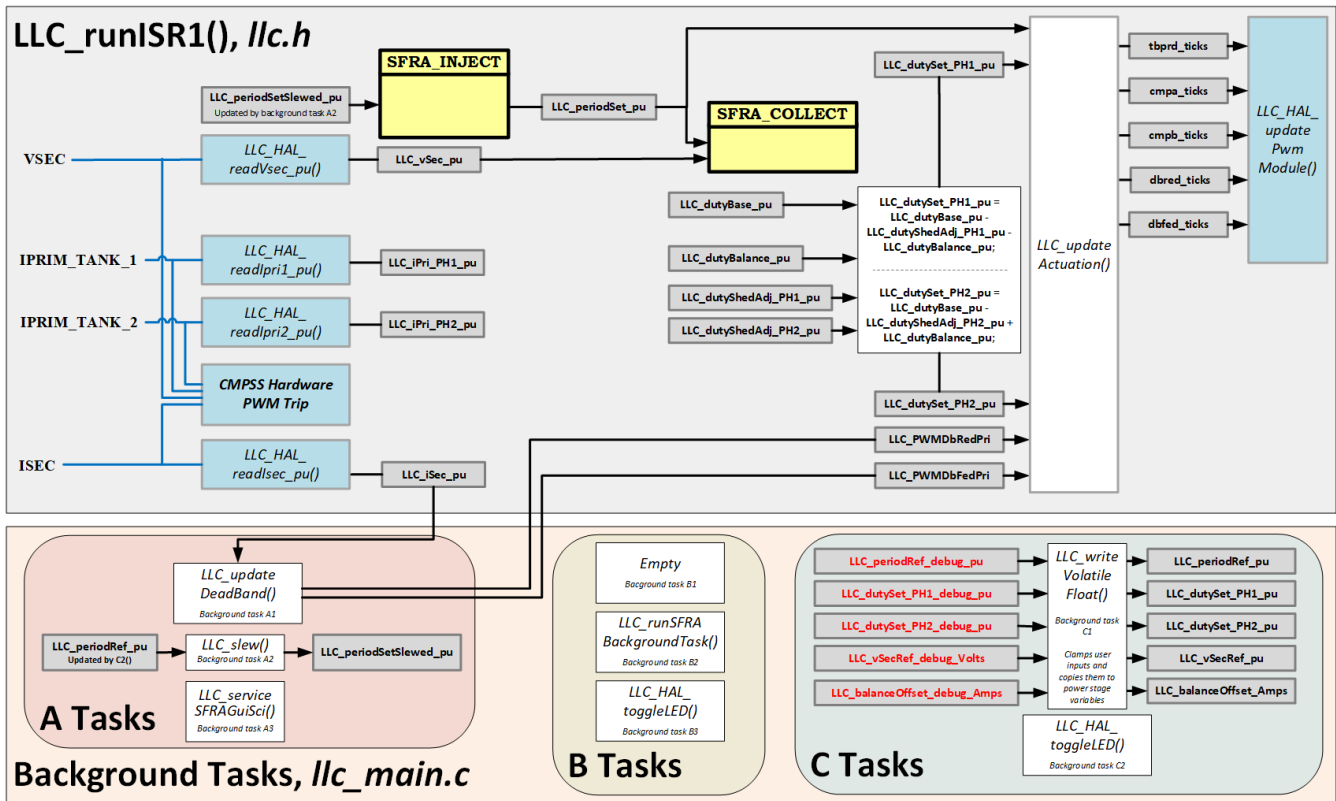 LLC_runISR1(), llc.h
SFRA_INJECT
LLC_periodSetSlewed_pu
Updated by background task A2
LLC_periodSet_pu
SFRA_COLLECT
VSEC
LLC_HAL_
readVsec_pu()
LLC_vSec_pu
IPRIM_TANK_1
LLC_HAL_
readIpri1_pu()
LLC_iPri_PH1_pu
IPRIM_TANK_2
LLC_HAL_
readIpri2_pu()
LLC_iPri_PH2_pu
CMPSS Hardware
PWM Trip
ISEC
LLC_HAL_
readIsec_pu()
LLC_iSec_pu
LLC_dutySet_PH1_pu
LLC_dutyBase_pu
LLC_dutyBalance_pu
LLC_dutyShedAdj_PH1_pu
LLC_dutyShedAdj_PH2_pu
LLC_dutySet_PH1_pu =
LLC_dutyBase_pu -
LLC_dutyShedAdj_PH1_pu -
LLC_dutyBalance_pu;
LLC_dutySet_PH2_pu =
LLC_dutyBase_pu -
LLC_dutyShedAdj_PH2_pu +
LLC_dutyBalance_pu;
LLC_dutySet_PH2_pu
LLC_PWMDbRedPri
LLC_PWMDbFedPri
LLC_update
Actuation()
tbprd_ticks
cmpa_ticks
cmpb_ticks
dbred_ticks
dbfed_ticks
LLC_HAL_
update
Pwm
Module()
LLC_update
DeadBand()
Background task A1
LLC_periodRef_pu
Updated by C2()
LLC_slew()
Background task A2
LLC_periodSetSlewed_pu
LLC_service
SFRAGuiSci()
Background task A3
A Tasks
Background Tasks, llc_main.c
Empty
Bacground task B1
LLC_runSFRA
BackgroundTask()
Background task B2
LLC_HAL_
toggleLED()
Background task B3
B Tasks
LLC_periodRef_debug_pu
LLC_dutySet_PH1_debug_pu
LLC_dutySet_PH2_debug_pu
LLC_vSecRef_debug_Volts
LLC_balanceOffset_debug_Amps
LLC_write
Volatile
Float()
Background task
C1
Clamps user
inputs and
copies them to
power stage
variables
LLC_periodRef_pu
LLC_dutySet_PH1_pu
LLC_dutySet_PH2_pu
LLC_vSecRef_pu
LLC_balanceOffset_Amps
LLC_HAL_
toggleLED()
Background task C2
C Tasks